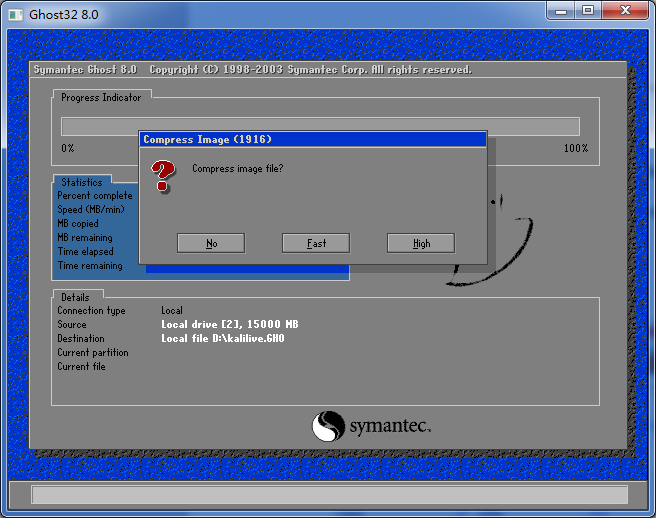 Ghost32 8.0
Symantec Ghost 8.0 Copyright (C) 1998-2003 Symantec Corp. All rights reserved.
Progress Indicator
0%
100%
Compress Image (1916)
Compress image file?
No
Fast
High
Statistics
Percent complete
Speed (MB/min)
MB copied
MB remaining
Time elapsed
Time remaining
Details
Connection type Local
Source Local drive [2], 15000 MB
Destination Local file D:\kalilive.GHO
Current partition
Current file
symantec.